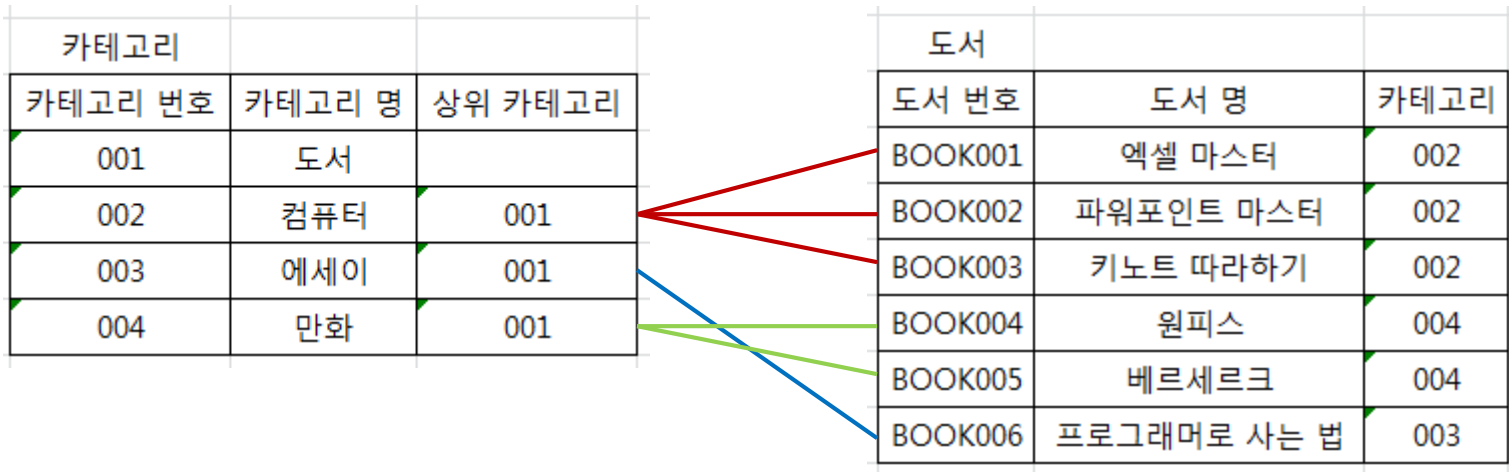 카테고리
카테고리 번호 카테고리 명 상위 카테고리
001 도서
002 컴퓨터 001
003 에세이 001
004 만화 001
도서
도서 번호 도서 명 카테고리
BOOK001 엑셀 마스터 002
BOOK002 파워포인트 마스터 002
BOOK003 키노트 따라하기 002
BOOK004 원피스 004
BOOK005 베르세르크 004
BOOK006 프로그래머로 사는 법 003